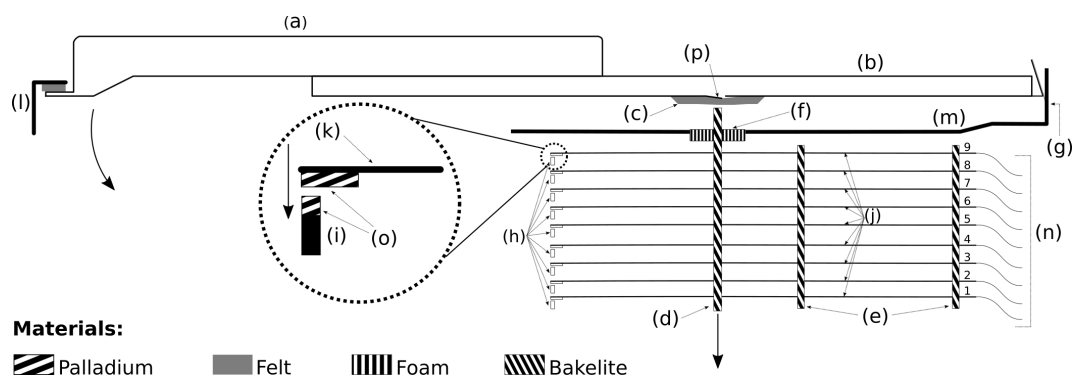 (a)
(p)
(b)
(l)
(c)
(f)
(m)
(k)
(g)
9
8
7
6
5
4
3
2
1
(h)
(j)
(n)
(i)
(o)
(d)
(e)
Materials:
Palladium Felt Foam Bakelite